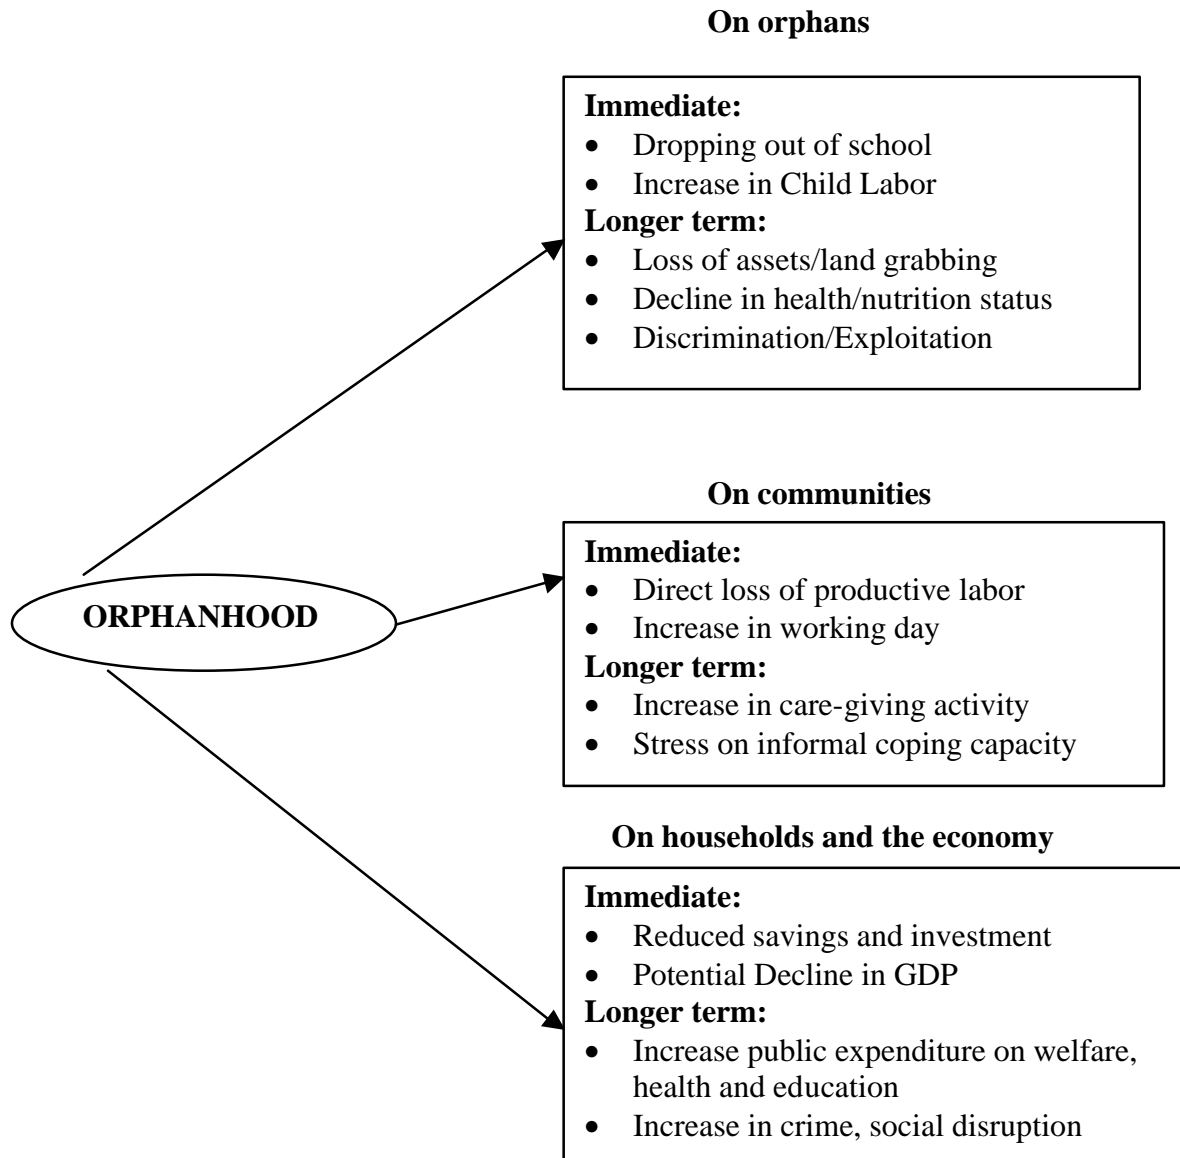 On orphans
Immediate:
• Dropping out of school
• Increase in Child Labor
Longer term:
• Loss of assets/land grabbing
• Decline in health/nutrition status
• Discrimination/Exploitation
On communities
Immediate:
• Direct loss of productive labor
• Increase in working day
Longer term:
• Increase in care-giving activity
• Stress on informal coping capacity
ORPHANHOOD
On households and the economy
Immediate:
• Reduced savings and investment
• Potential Decline in GDP
Longer term:
• Increase public expenditure on welfare,
health and education
• Increase in crime, social disruption